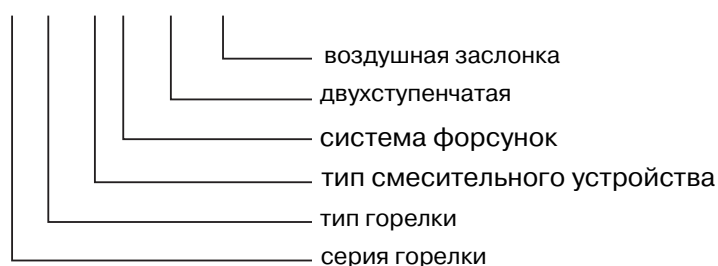 воздушная заслонка
двухступенчатая
система форсунок
тип смесительного устройства
тип горелки
серия горелки